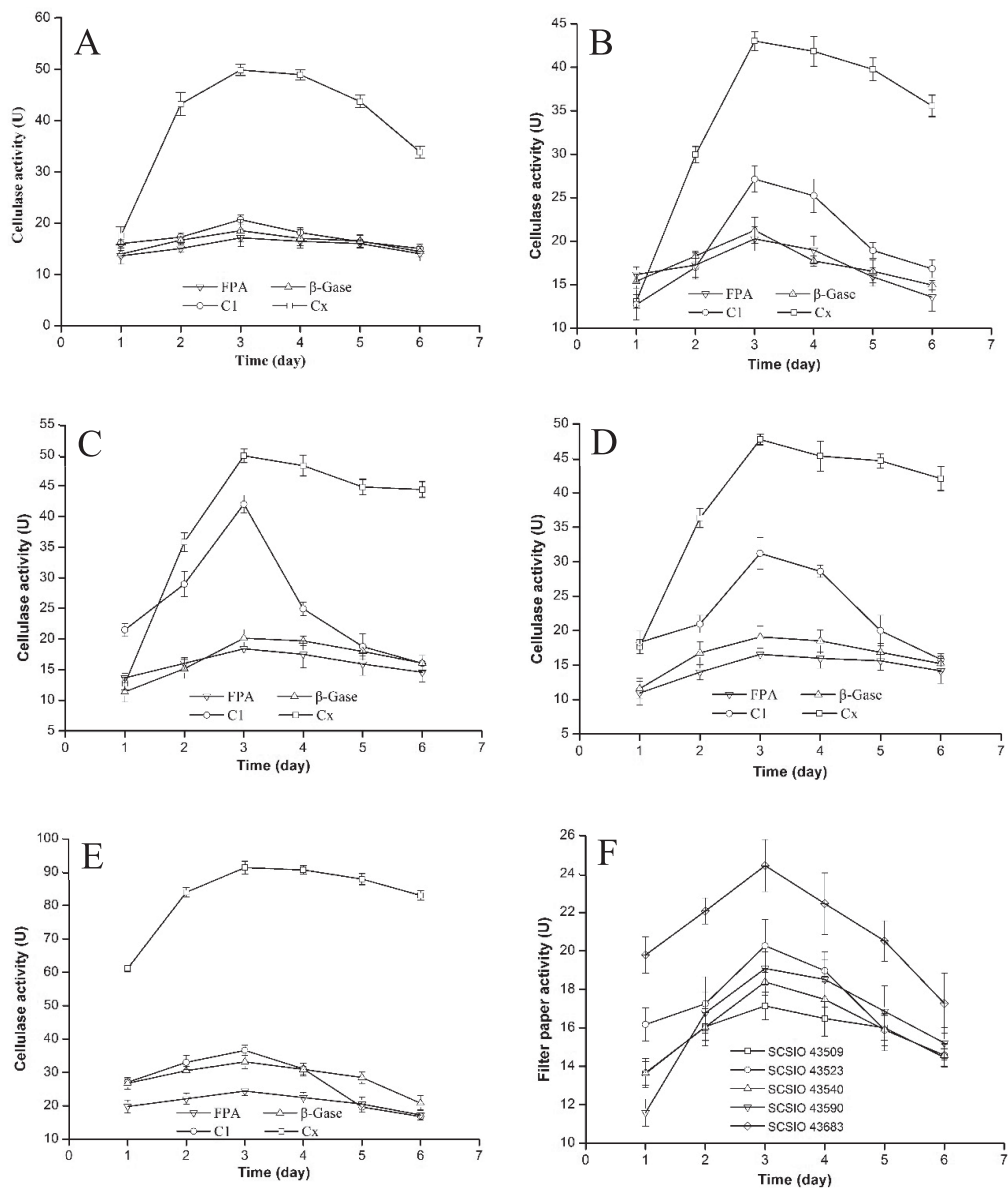 A
Cellulase activity (U)
60
50
40
30
20
10
0
FPA β-Gase
C1 Cx
0 1 2 3 4 5 6 7
Time (day)
B
Cellulase activity (U)
45
40
35
30
25
20
15
10
FPA β-Gase
C1 Cx
0 1 2 3 4 5 6 7
Time (day)
C
Cellulase activity (U)
55
50
45
40
35
30
25
20
15
10
5
FPA β-Gase
C1 Cx
0 1 2 3 4 5 6 7
Time (day)
D
Cellulase activity (U)
50
45
40
35
30
25
20
15
10
5
FPA β-Gase
C1 Cx
0 1 2 3 4 5 6 7
Time (day)
E
Cellulase activity (U)
100
90
80
70
60
50
40
30
20
10
FPA β-Gase
C1 Cx
0 1 2 3 4 5 6 7
Time (day)
F
Filter paper activity (U)
26
24
22
20
18
16
14
12
10
SCSIO 43509
SCSIO 43523
SCSIO 43540
SCSIO 43590
SCSIO 43683
0 1 2 3 4 5 6 7
Time (day)